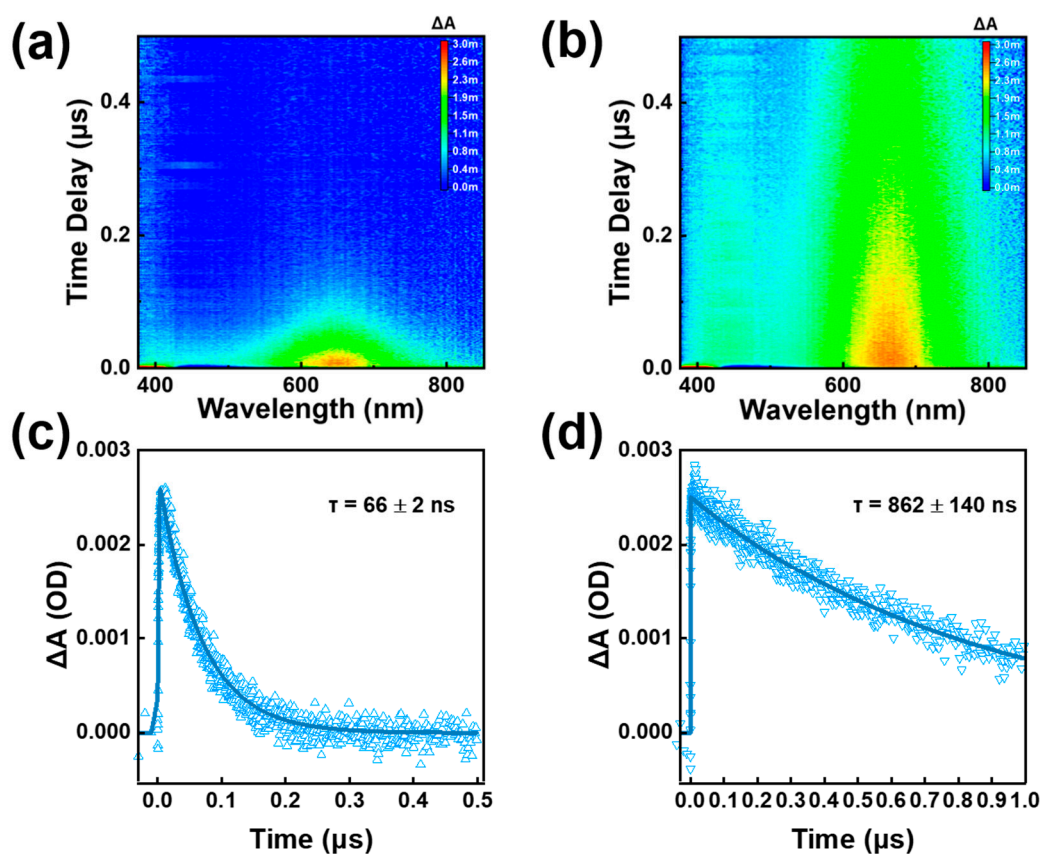 (a)
ΔA
3.0m
2.6m
2.3m
1.9m
1.5m
1.1m
0.8m
0.4m
0.0m
0.4
0.2
0.0
Time Delay (μs)
400 600 800
Wavelength (nm)
(b)
ΔA
3.0m
2.6m
2.3m
1.9m
1.5m
1.1m
0.8m
0.4m
0.0m
0.4
0.2
0.0
Time Delay (μs)
400 600 800
Wavelength (nm)
(c)
0.003
0.002
0.001
0.000
ΔA (OD)
τ = 66 ± 2 ns
0.0 0.1 0.2 0.3 0.4 0.5
Time (μs)
(d)
0.003
0.002
0.001
0.000
ΔA (OD)
τ = 862 ± 140 ns
0.0 0.1 0.2 0.3 0.4 0.5 0.6 0.7 0.8 0.9 1.0
Time (μs)